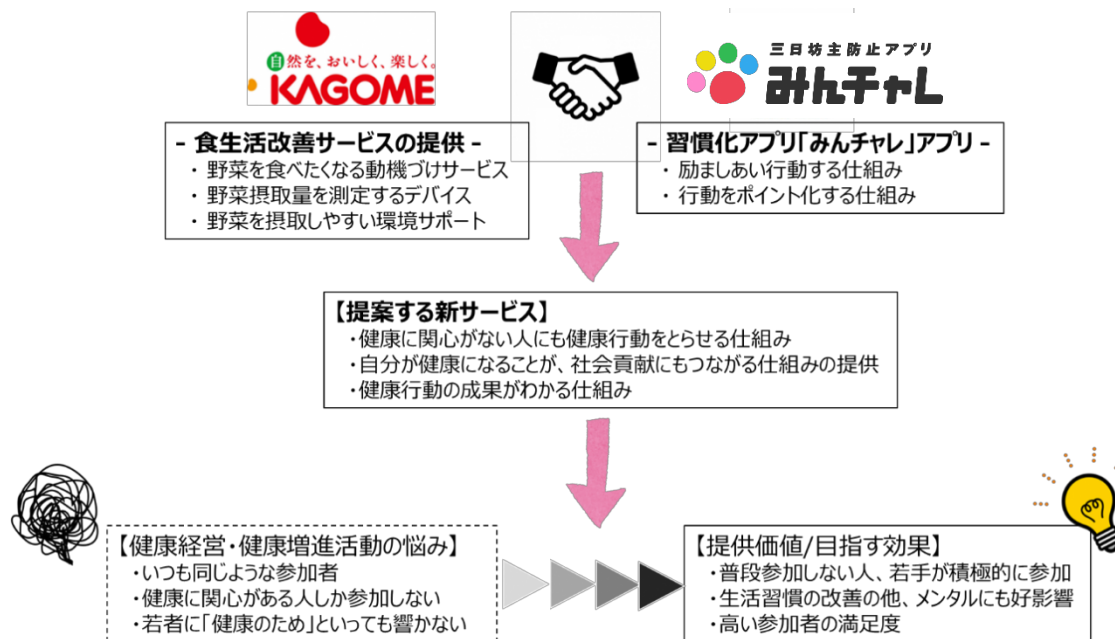 自然を、おいしく、楽しく。
KAGOME
三日坊主防止アプリ
みんチャレ
- 食生活改善サービスの提供 -
・ 野菜を食べたくなる動機づけサービス
・ 野菜摂取量を測定するデバイス
・ 野菜を摂取しやすい環境サポート
- 習慣化アプリ「みんチャレ」アプリ -
・ 励ましあい行動する仕組み
・ 行動をポイント化する仕組み
【提案する新サービス】
・健康に関心がない人にも健康行動をとらせる仕組み
・自分が健康になることが、社会貢献にもつながる仕組みの提供
・健康行動の成果がわかる仕組み
【健康経営・健康増進活動の悩み】
・いつも同じような参加者
・健康に関心がある人しか参加しない
・若者に「健康のため」といっても響かない
【提供価値/目指す効果】
・普段参加しない人、若手が積極的に参加
・生活習慣の改善の他、メンタルにも好影響
・高い参加者の満足度